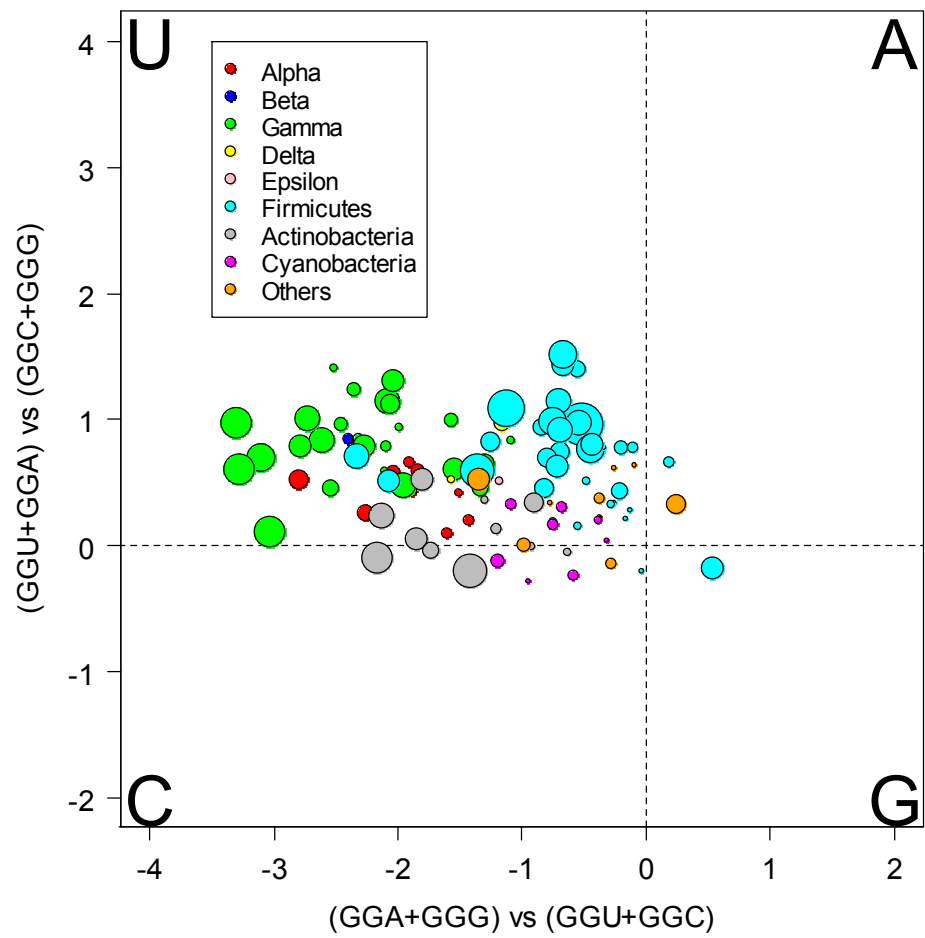 U
A
4
3
2
1
0
-1
-2
Alpha
Beta
Gamma
Delta
Epsilon
Firmicutes
Actinobacteria
Cyanobacteria
Others
(GGU+GGA) vs (GGC+GGG)
C
G
-4 -3 -2 -1 0 1 2
(GGA+GGG) vs (GGU+GGC)